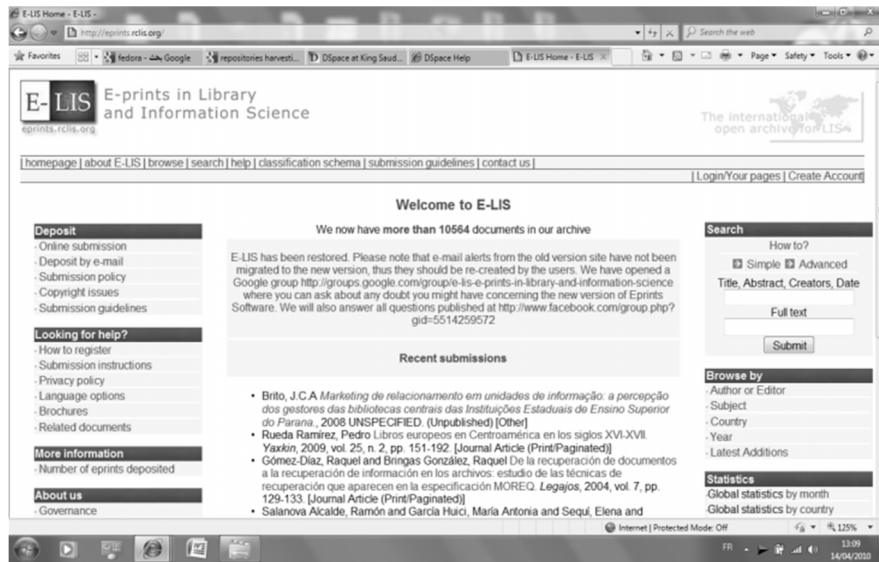 E-LIS Home - E-LIS -
http://eprints.rclis.org/
Search the web
Favorites
fedora - بحث Google
repositories harvesti...
DSpace at King Saud...
DSpace Help
E-LIS Home - E-LIS
Page
Safety
Tools
E-LIS
eprints.rclis.org
E-prints in Library
and Information Science
The international
open archive for LIS
| homepage | about E-LIS | browse | search | help | classification schema | submission guidelines | contact us |
| Login/Your pages | Create Account|
Deposit
Online submission
Deposit by e-mail
Submission policy
Copyright issues
Submission guidelines
Looking for help?
How to register
Submission instructions
Privacy policy
Language options
Brochures
Related documents
More information
Number of eprints deposited
About us
Governance
Welcome to E-LIS
We now have more than 10564 documents in our archive
E-LIS has been restored. Please note that e-mail alerts from the old version site have not been
migrated to the new version, thus they should be re-created by the users. We have opened a
Google group http://groups.google.com/group/e-lis-e-prints-in-library-and-information-science
where you can ask about any doubt you might have concerning the new version of Eprints
Software. We will also answer all questions published at http://www.facebook.com/group.php?
gid=5514259572
Recent submissions
• Brito, J.C.A Marketing de relacionamento em unidades de informação: a percepção
dos gestores das bibliotecas centrais das Instituições Estaduais de Ensino Superior
do Parana., 2008 UNSPECIFIED. (Unpublished) [Other]
• Rueda Ramírez, Pedro Libros europeos en Centroamérica en los siglos XVI-XVII.
Yaxkin, 2009, vol. 25, n. 2, pp. 151-192. [Journal Article (Print/Paginated)]
• Gómez-Díaz, Raquel and Bringas González, Raquel De la recuperación de documentos
a la recuperación de información en los archivos: estudio de las técnicas de
recuperación que aparecen en la especificación MOREQ. Legajos, 2004, vol. 7, pp.
129-133. [Journal Article (Print/Paginated)]
• Salanova Alcalde, Ramón and García Huici, María Antonia and Sequí, Elena and
Search
How to?
Simple Advanced
Title, Abstract, Creators, Date
Full text
Submit
Browse by
Author or Editor
Subject
Country
Year
Latest Additions
Statistics
Global statistics by month
Global statistics by country
Internet | Protected Mode: Off
125%
FR
13:09
14/04/2010